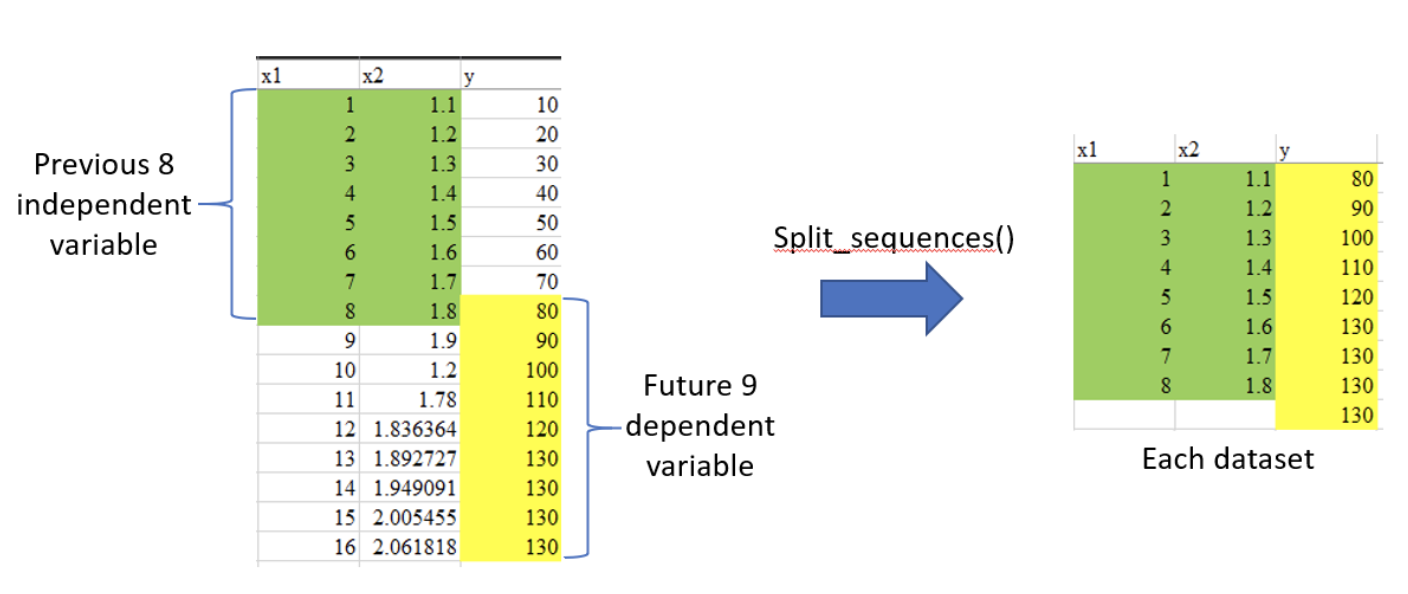 x1 x2 y
1 1.1 10
2 1.2 20
3 1.3 30
4 1.4 40
5 1.5 50
6 1.6 60
7 1.7 70
8 1.8 80
9 1.9 90
10 1.2 100
11 1.78 110
12 1.836364 120
13 1.892727 130
14 1.949091 130
15 2.005455 130
16 2.061818 130
Previous 8
independent
variable
Future 9
dependent
variable
Split_sequences()
x1 x2 y
1 1.1 80
2 1.2 90
3 1.3 100
4 1.4 110
5 1.5 120
6 1.6 130
7 1.7 130
8 1.8 130
130
Each dataset